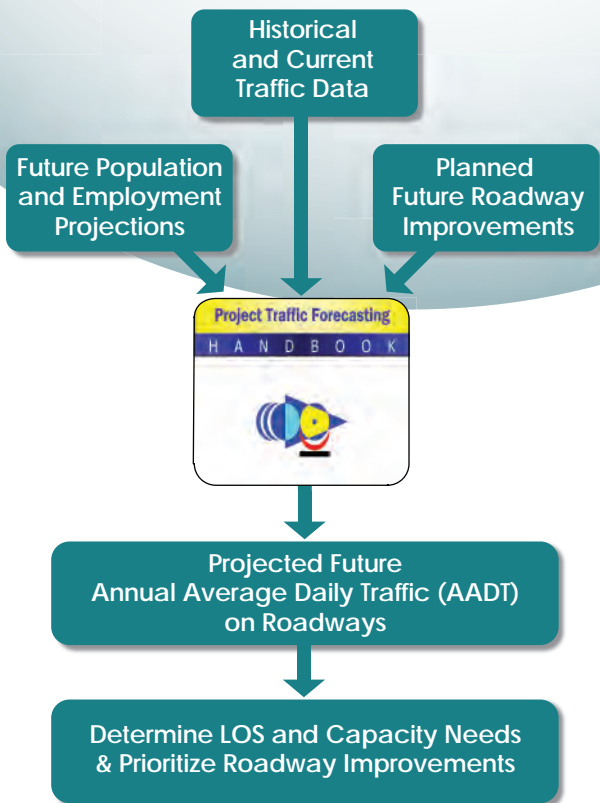 Historical
and Current
Traffic Data
Future Population
and Employment
Projections
Planned
Future Roadway
Improvements
Project Traffic Forecasting
HANDBOOK
Projected Future
Annual Average Daily Traffic (AADT)
on Roadways
Determine LOS and Capacity Needs
& Prioritize Roadway Improvements